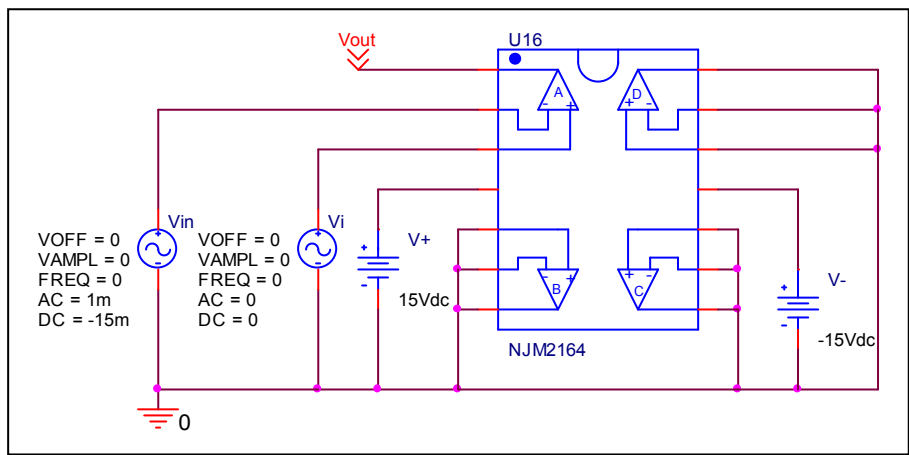 Vout
U16
A
D
- +
+ -
Vin
VOFF = 0
VAMPL = 0
FREQ = 0
AC = 1m
DC = -15m
Vi
VOFF = 0
VAMPL = 0
FREQ = 0
AC = 0
DC = 0
V+
+
-
15Vdc
- +
+ -
B
C
NJM2164
V-
+
-
-15Vdc
0